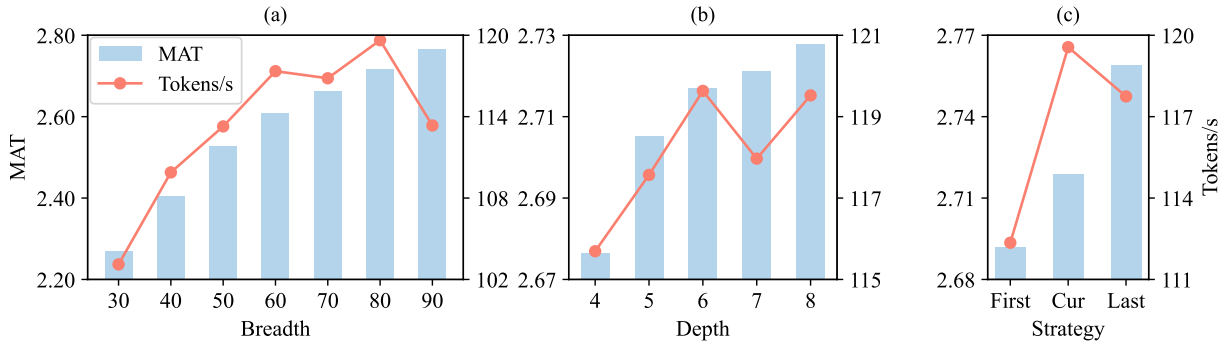 (a)
MAT
Tokens/s
2.80
2.60
2.40
2.20
MAT
120
114
108
102
30 40 50 60 70 80 90
Breadth
(b)
2.73
2.71
2.69
2.67
121
119
117
115
4 5 6 7 8
Depth
(c)
2.77
2.74
2.71
2.68
120
117
114
111
Tokens/s
First Cur Last
Strategy